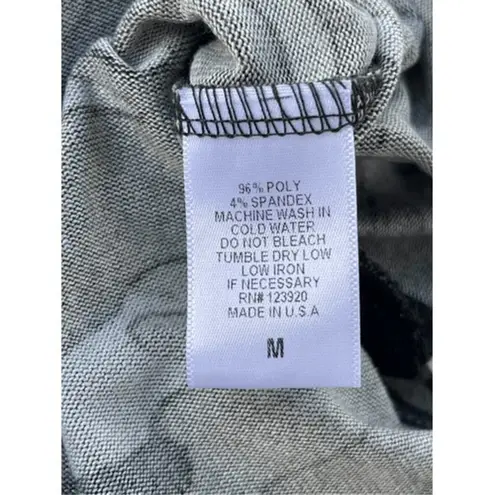 96% POLY
4% SPANDEX
MACHINE WASH IN
COLD WATER
DO NOT BLEACH
TUMBLE DRY LOW
LOW IRON
IF NECESSARY
RN# 123920
MADE IN U.S.A
M